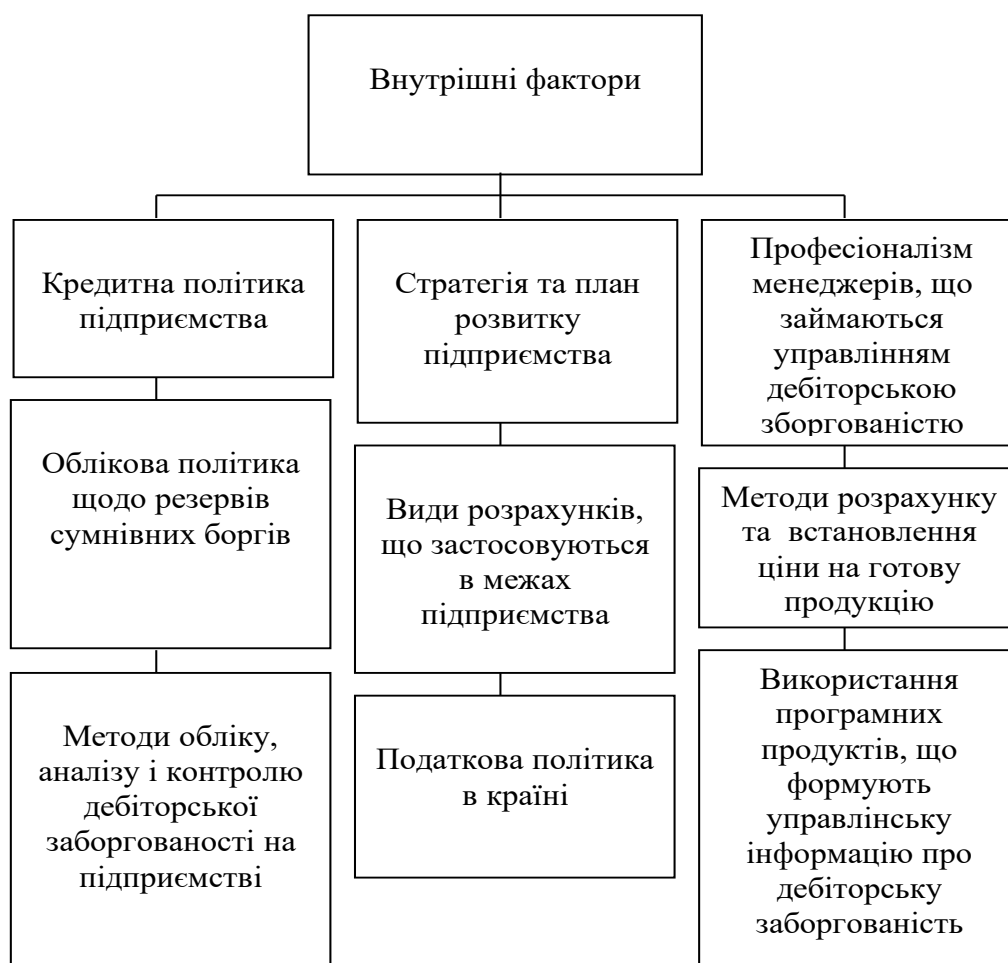 Внутрішні фактори
Кредитна політика
підприємства
Облікова політика
щодо резервів
сумнівних боргів
Методи обліку,
аналізу і контролю
дебіторської
заборгованості на
підприємстві
Стратегія та план
розвитку
підприємства
Види розрахунків,
що застосовуються
в межах
підприємства
Податкова політика
в країні
Професіоналізм
менеджерів, що
займаються
управлінням
дебіторською
зборгованістю
Методи розрахунку
та встановлення
ціни на готову
продукцію
Використання
програмних
продуктів, що
формують
управлінську
інформацію про
дебіторську
заборгованість